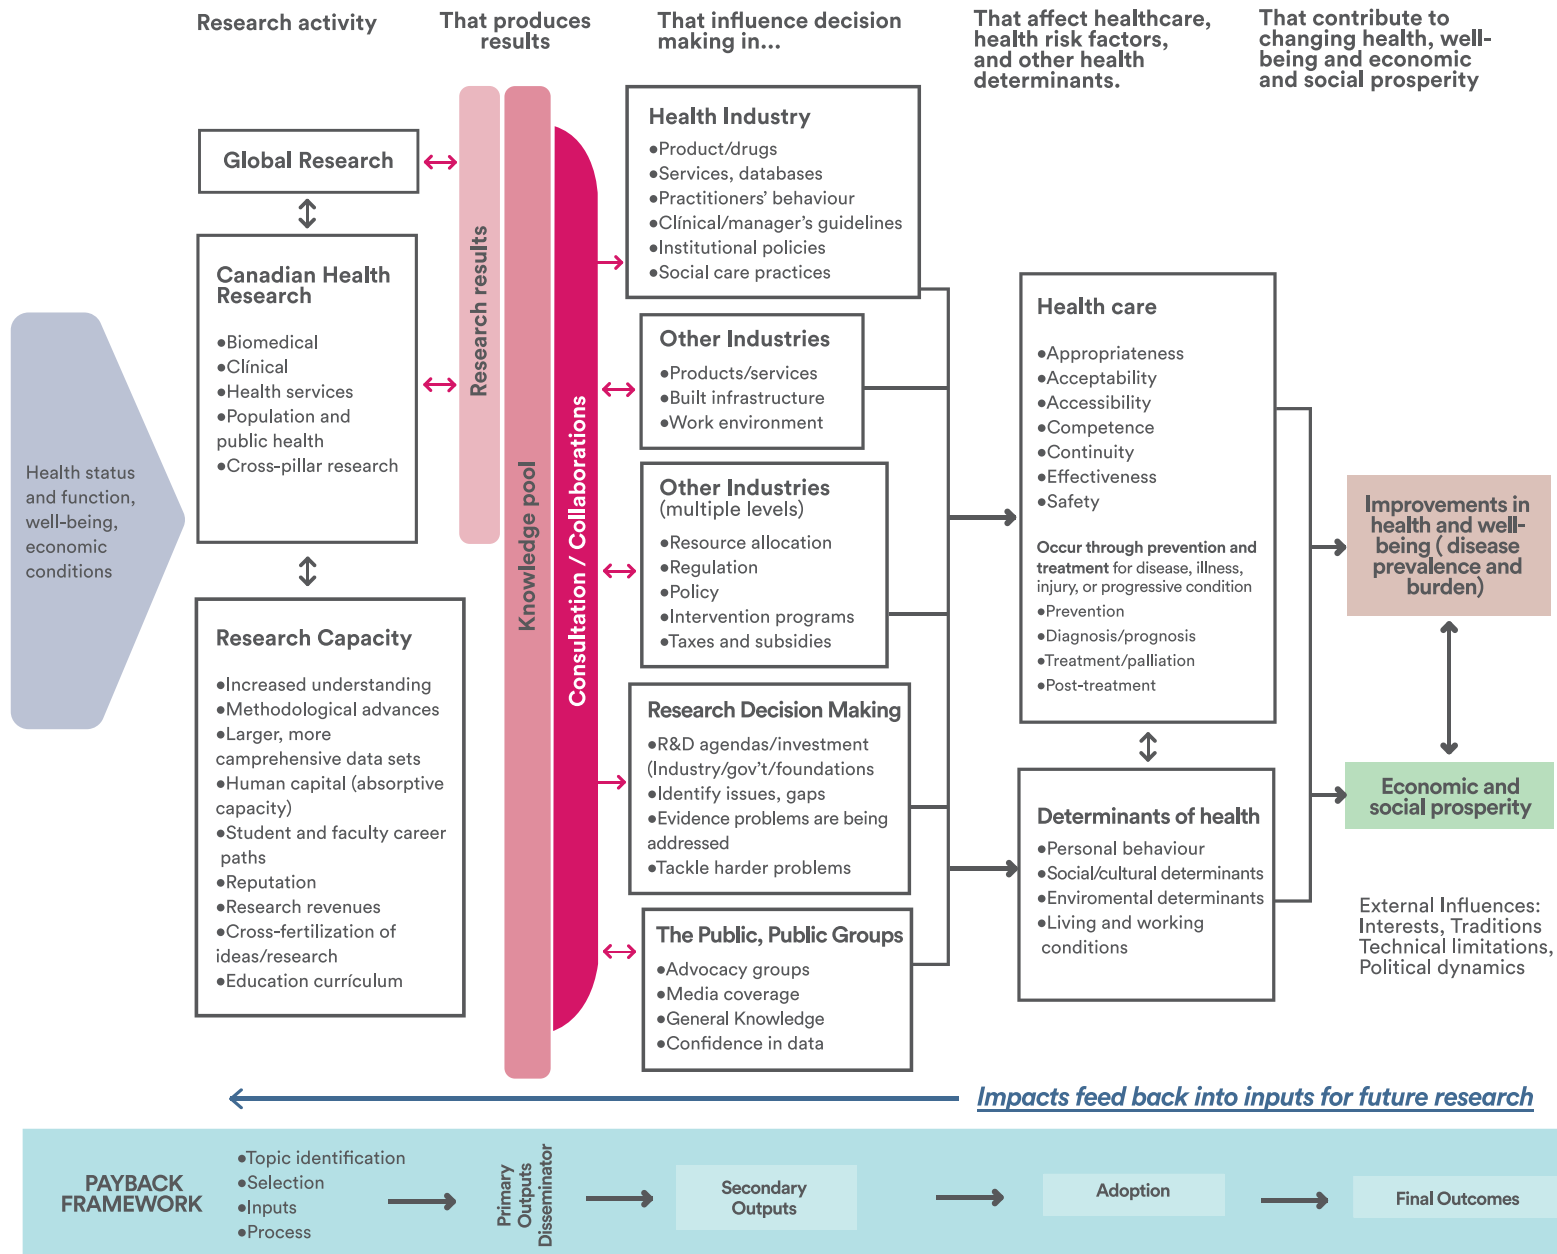 Research activity
That produces
results
That influence decision
making in...
That affect healthcare,
health risk factors,
and other health
determinants.
That contribute to
changing health, well-
being and economic
and social prosperity
Health status
and function,
well-being,
economic
conditions
Global Research
Canadian Health
Research
●Biomedical
●Clínical
●Health services
●Population and
public health
●Cross-pillar research
Research Capacity
●Increased understanding
●Methodological advances
●Larger, more
camprehensive data sets
●Human capital (absorptive
capacity)
●Student and faculty career
paths
●Reputation
●Research revenues
●Cross-fertilization of
ideas/research
●Education currículum
Research results
Knowledge pool
Consultation / Collaborations
Health Industry
●Product/drugs
●Services, databases
●Practitioners’ behaviour
●Clínical/manager’s guidelines
●Institutional policies
●Social care practices
Other Industries
●Products/services
●Built infrastructure
●Work environment
Other Industries
(multiple levels)
●Resource allocation
●Regulation
●Policy
●Intervention programs
●Taxes and subsidies
Research Decision Making
●R&D agendas/investment
(Industry/gov’t/foundations
●Identify issues, gaps
●Evidence problems are being
addressed
●Tackle harder problems
The Public, Public Groups
●Advocacy groups
●Media coverage
●General Knowledge
●Confidence in data
Health care
●Appropriateness
●Acceptability
●Accessibility
●Competence
●Continuity
●Effectiveness
●Safety
Occur through prevention and
treatment for disease, illness,
injury, or progressive condition
●Prevention
●Diagnosis/prognosis
●Treatment/palliation
●Post-treatment
Determinants of health
●Personal behaviour
●Social/cultural determinants
●Enviromental determinants
●Living and working
conditions
Improvements in
health and well-
being ( disease
prevalence and
burden)
Economic and
social prosperity
External Influences:
Interests, Traditions
Technical limitations,
Political dynamics
Impacts feed back into inputs for future research
PAYBACK
FRAMEWORK
●Topic identification
●Selection
●Inputs
●Process
Primary
Outputs
Disseminator
Secondary
Outputs
Adoption
Final Outcomes